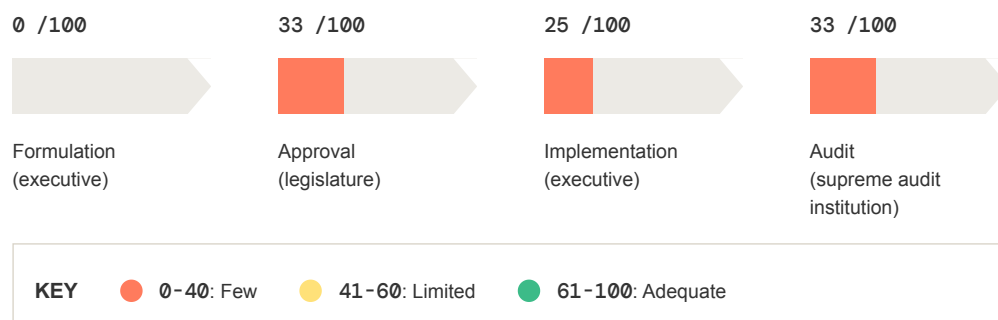 0 /100
33 /100
25 /100
33 /100
Formulation
(executive)
Approval
(legislature)
Implementation
(executive)
Audit
(supreme audit
institution)
KEY
0-40: Few
41-60: Limited
61-100: Adequate